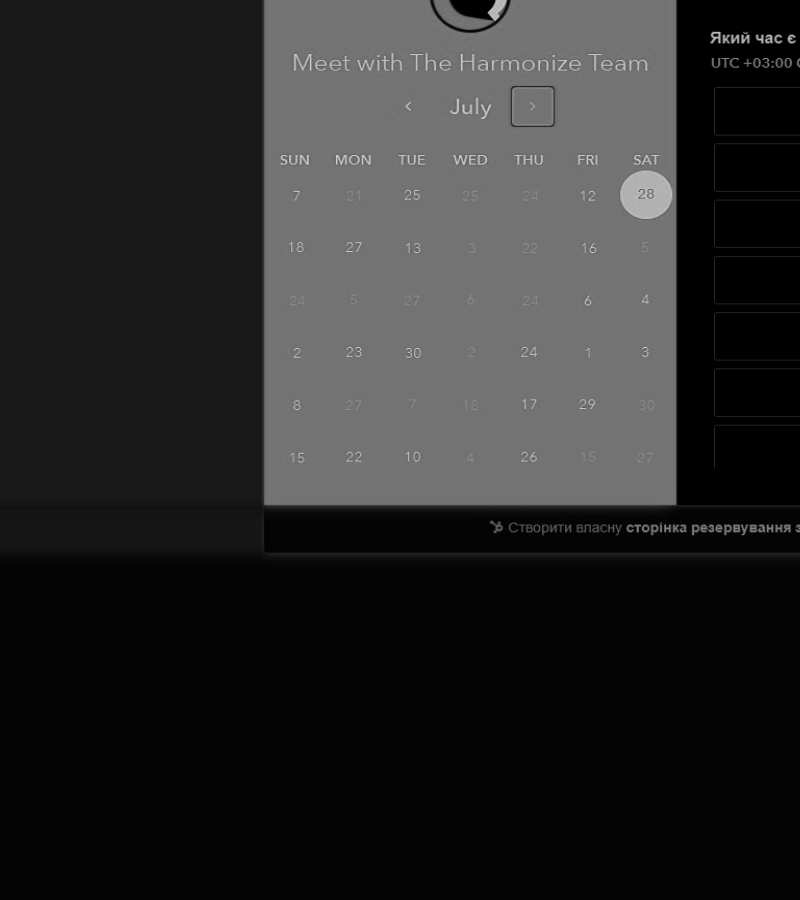 Який час є
UTC +03:00
Meet with The Harmonize Team
July
SUN MON TUE WED THU FRI SAT
7 21 25 25 24 12 28
18 27 13 3 22 16 5
24 5 27 6 24 6 4
2 23 30 2 24 1 3
8 27 7 18 17 29 30
15 22 10 4 26 15 27
Створити власну сторінка резервування